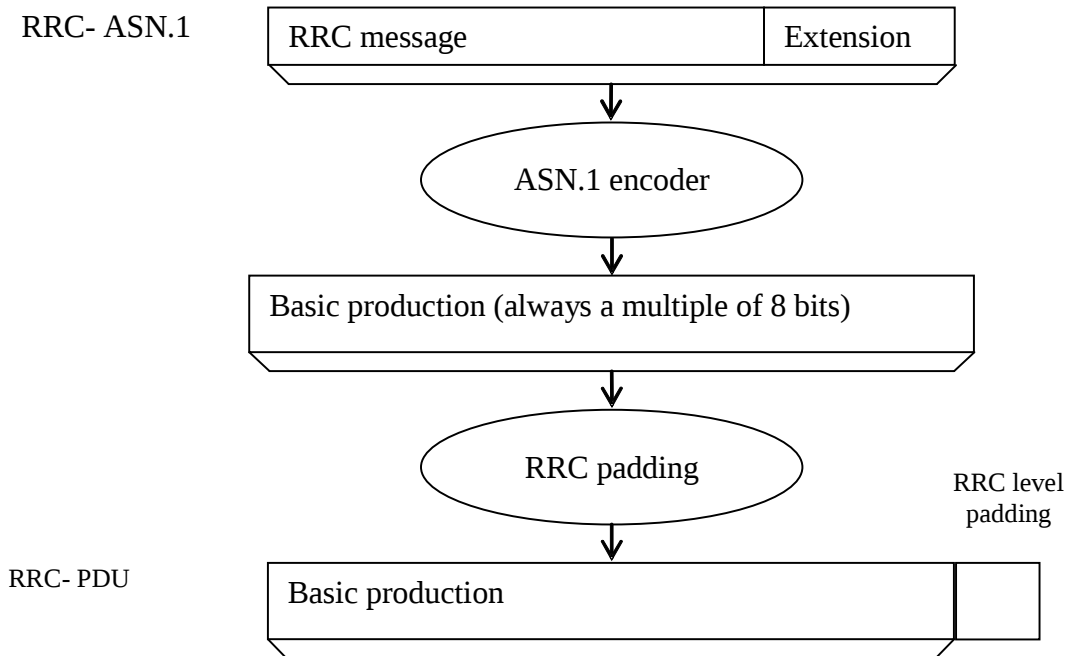 RRC- ASN.1
RRC message
Extension
ASN.1 encoder
Basic production (always a multiple of 8 bits)
RRC padding
RRC level
padding
RRC- PDU
Basic production